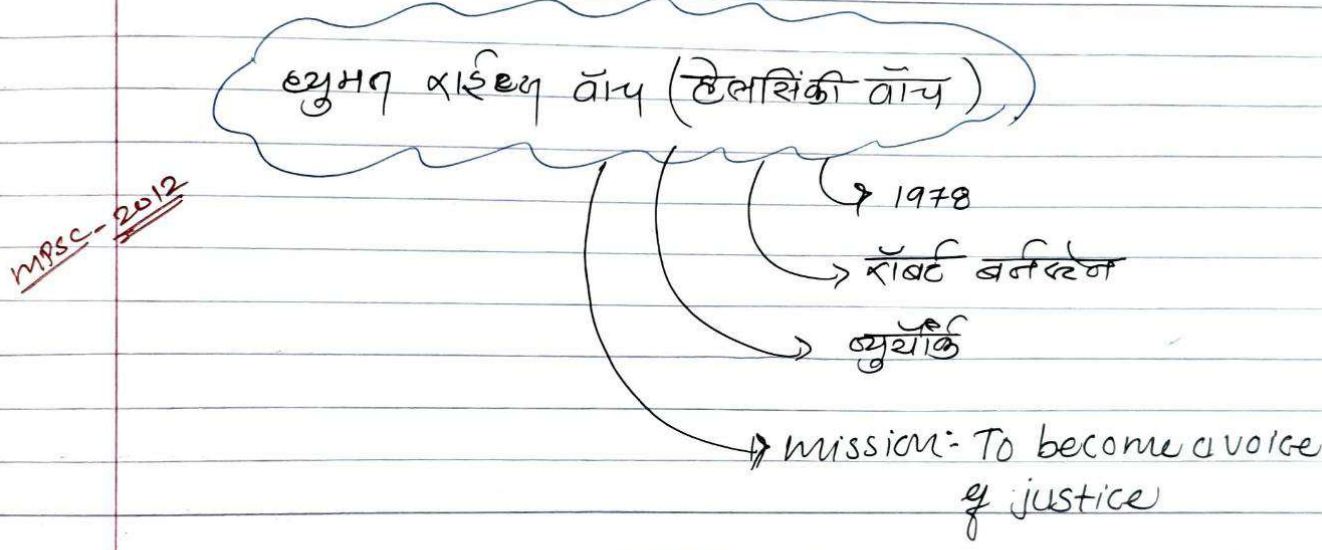 ह्युमन राईट्स वॉच (हेलसिंकी वॉच)
MPSC-2012
1978
रॉबर्ट बर्नस्टेन
न्युयॉर्क
mission:- To become a voice
of justice